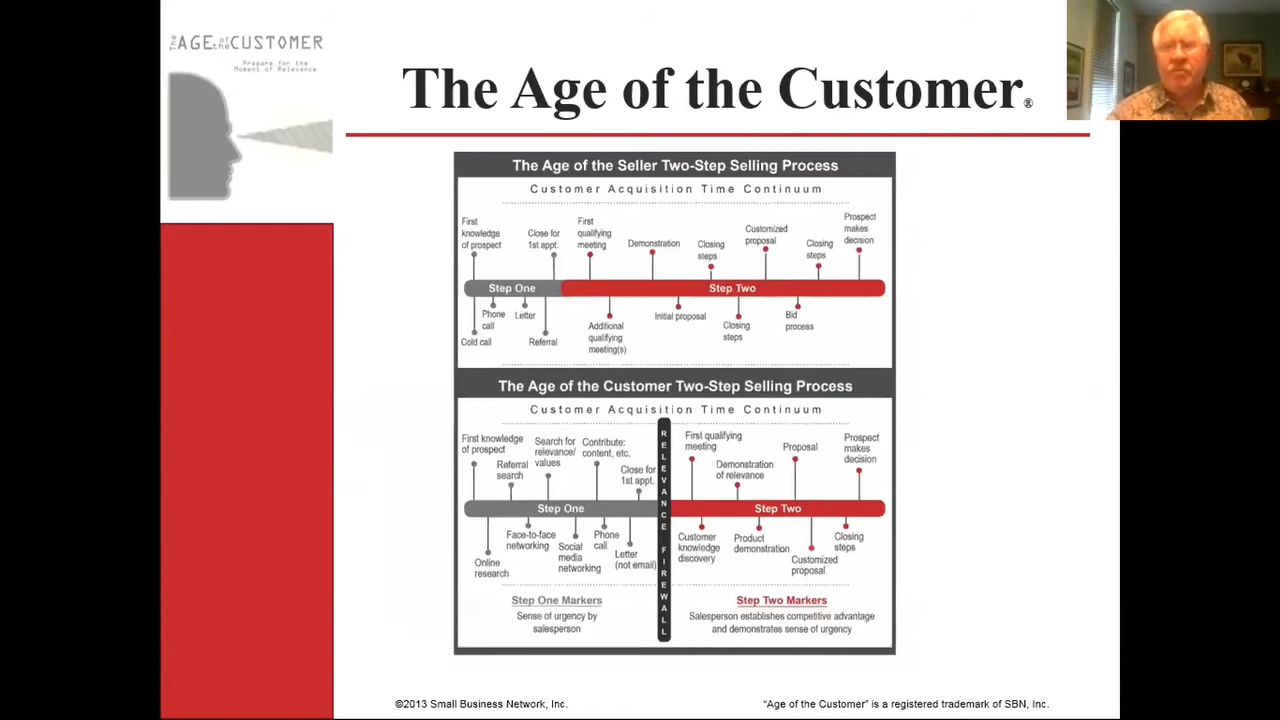 The AGE of the CUSTOMER
Prepare for the
Moment of Relevance
The Age of the Customer®
The Age of the Seller Two-Step Selling Process
Customer Acquisition Time Continuum
First
knowledge
of prospect
Close for
1st appt.
First
qualifying
meeting
Demonstration
Closing
steps
Customized
proposal
Closing
steps
Prospect
makes
decision
Step One
Step Two
Cold call
Phone
call
Letter
Referral
Additional
qualifying
meeting(s)
Initial proposal
Closing
steps
Bid
process
The Age of the Customer Two-Step Selling Process
Customer Acquisition Time Continuum
First knowledge
of prospect
Referral
search
Search for
relevance/
values
Contribute:
content, etc.
Close for
1st appt.
RELEVANCE FIREWALL
First qualifying
meeting
Demonstration
of relevance
Proposal
Prospect
makes
decision
Step One
Step Two
Online
research
Face-to-face
networking
Social
media
networking
Phone
call
Letter
(not email)
Customer
knowledge
discovery
Product
demonstration
Customized
proposal
Closing
steps
Step One Markers
Sense of urgency by
salesperson
Step Two Markers
Salesperson establishes competitive advantage
and demonstrates sense of urgency
©2013 Small Business Network, Inc.
“Age of the Customer” is a registered trademark of SBN, Inc.